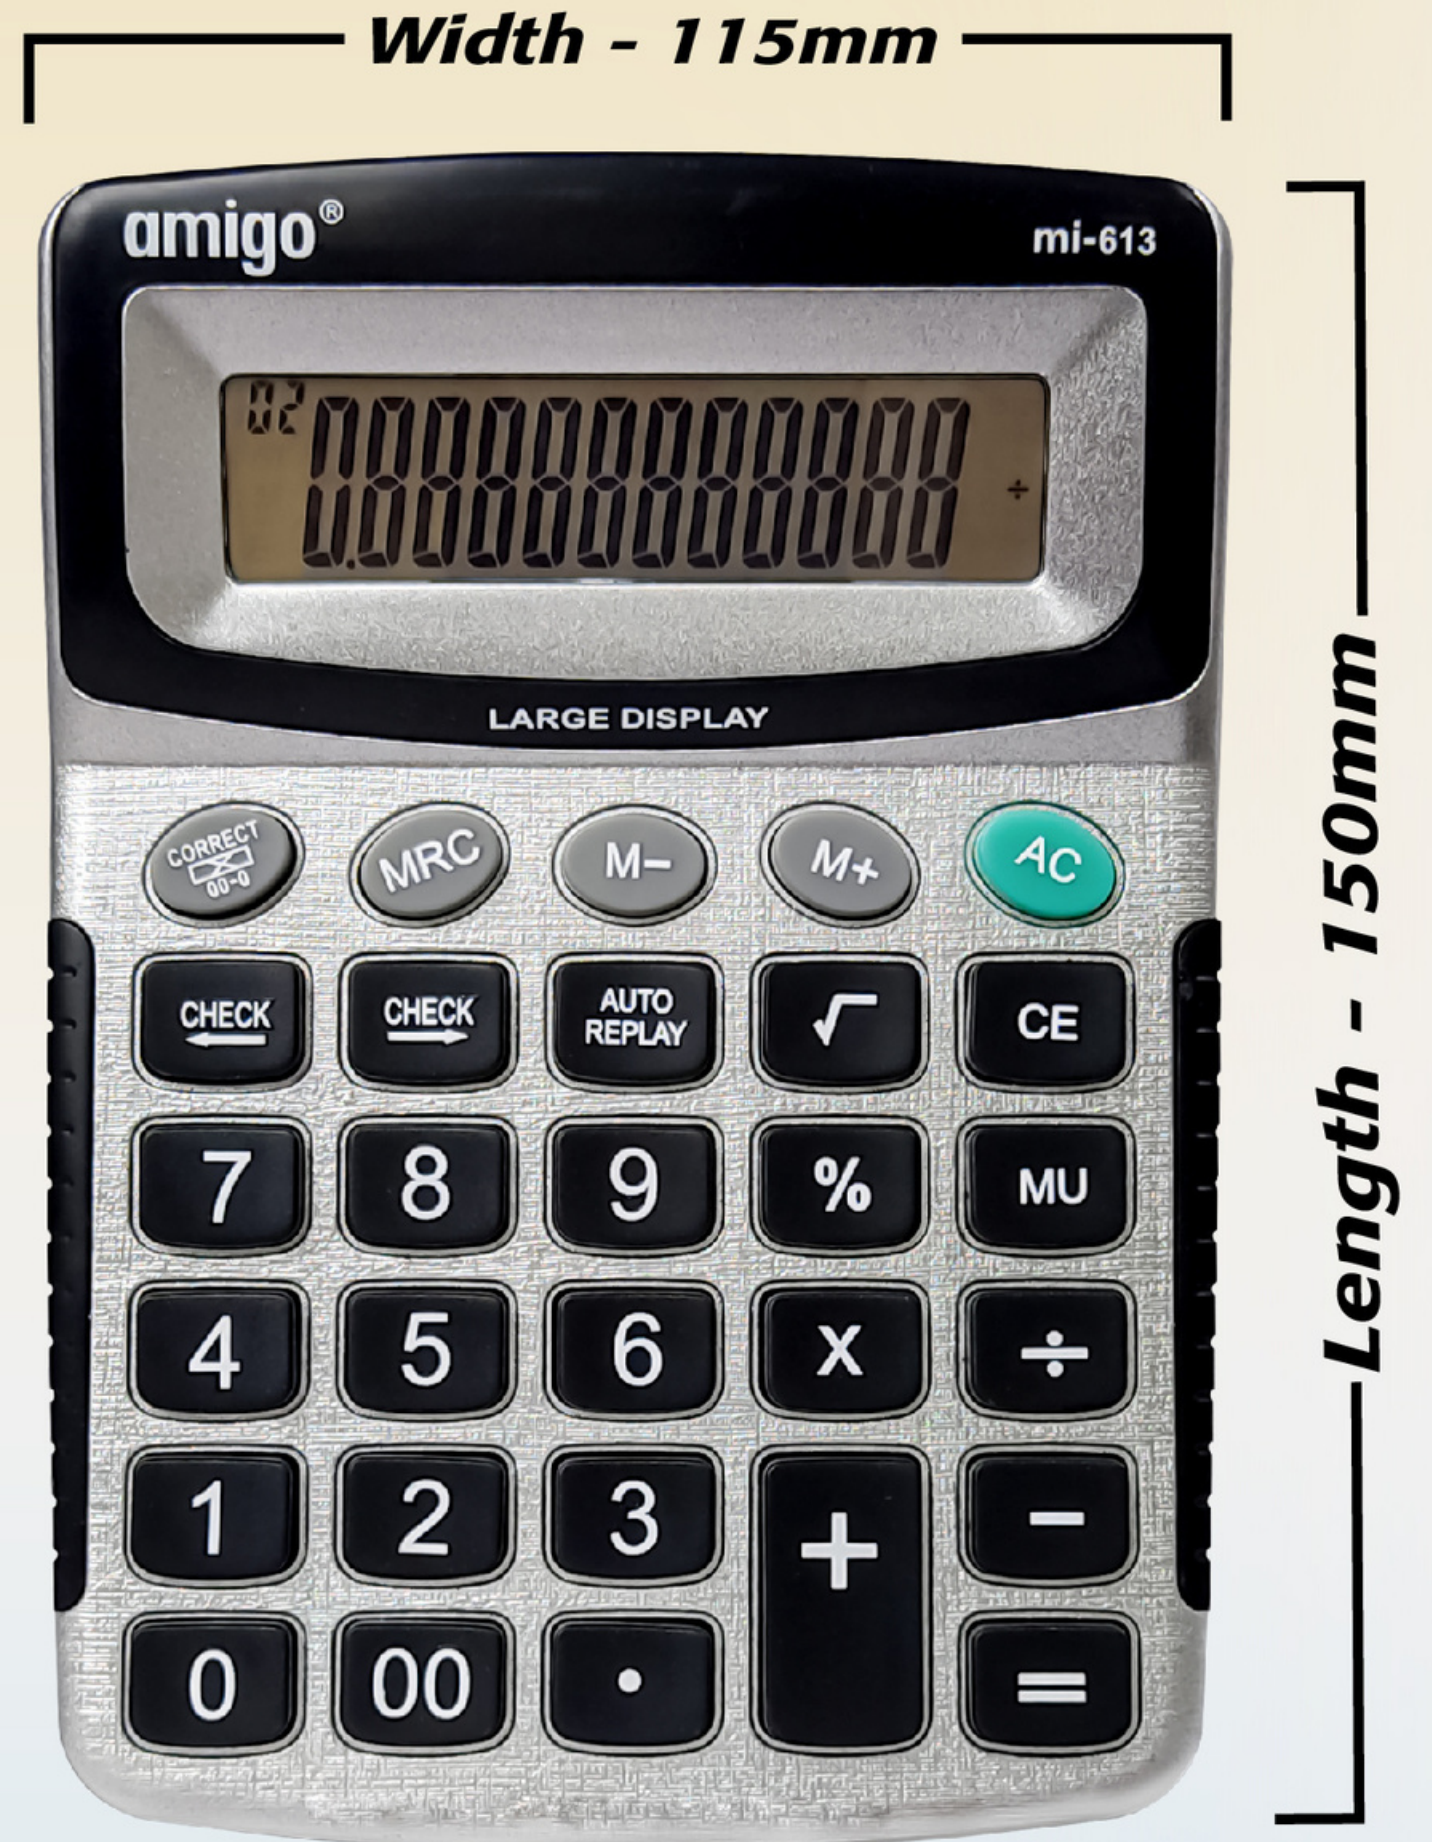 Width - 115mm
amigo®
mi-613
02
0.88888888888
÷
LARGE DISPLAY
CORRECT
00-0
MRC
M−
M+
AC
CHECK
CHECK
AUTO
REPLAY
√
CE
7
8
9
%
MU
4
5
6
X
÷
1
2
3
+
−
0
00
.
=
Length - 150mm